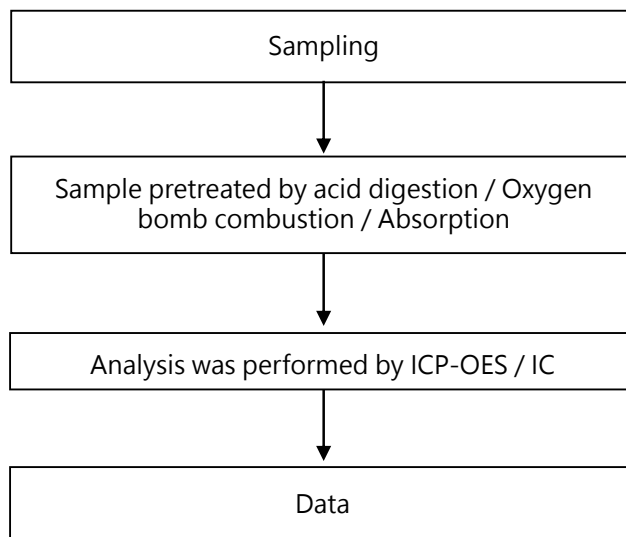 Sampling
Sample pretreated by acid digestion / Oxygen
bomb combustion / Absorption
Analysis was performed by ICP-OES / IC
Data